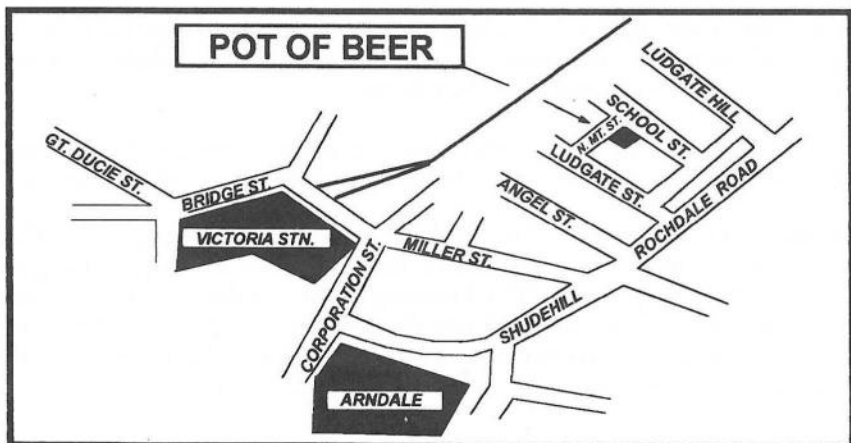 POT OF BEER
LUDGATE HILL
SCHOOL ST.
N. MT. ST.
LUDGATE ST.
GT. DUCIE ST.
BRIDGE ST.
ANGEL ST.
ROCHDALE ROAD
VICTORIA STN.
MILLER ST.
CORPORATION ST.
SHUDEHILL
ARNDALE